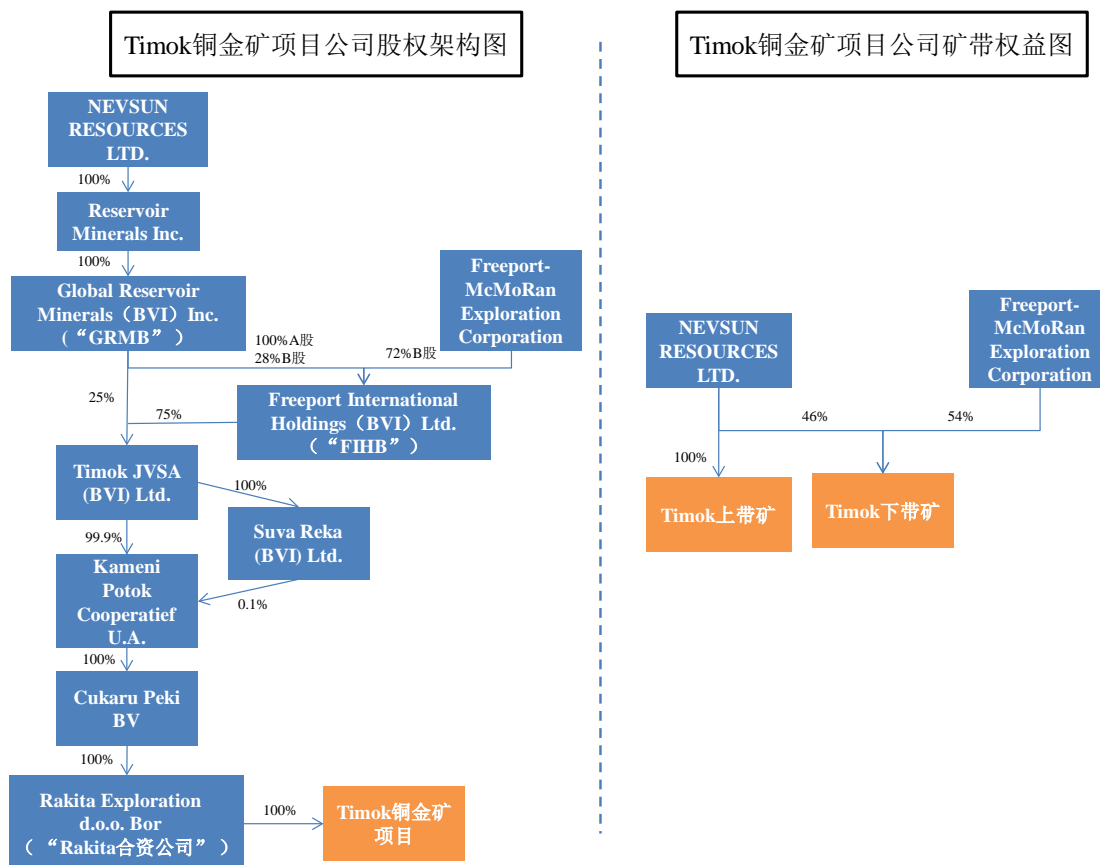 Timok铜金矿项目公司股权架构图
NEVSUN
RESOURCES
LTD.
100%
Reservoir
Minerals Inc.
100%
Global Reservoir
Minerals（BVI）Inc.
(“GRMB”)
Freeport-
McMoRan
Exploration
Corporation
100%A股
28%B股
72%B股
25%
75%
Freeport International
Holdings（BVI）Ltd.
（“FIHB”）
Timok JVSA
(BVI) Ltd.
100%
Suva Reka
(BVI) Ltd.
99.9%
0.1%
Kameni
Potok
Cooperatief
U.A.
100%
Cukaru Peki
BV
100%
Rakita Exploration
d.o.o. Bor
（“Rakita合资公司”）
100%
Timok铜金矿
项目
Timok铜金矿项目公司矿带权益图
NEVSUN
RESOURCES
LTD.
Freeport-
McMoRan
Exploration
Corporation
46%
54%
100%
Timok上带矿
Timok下带矿